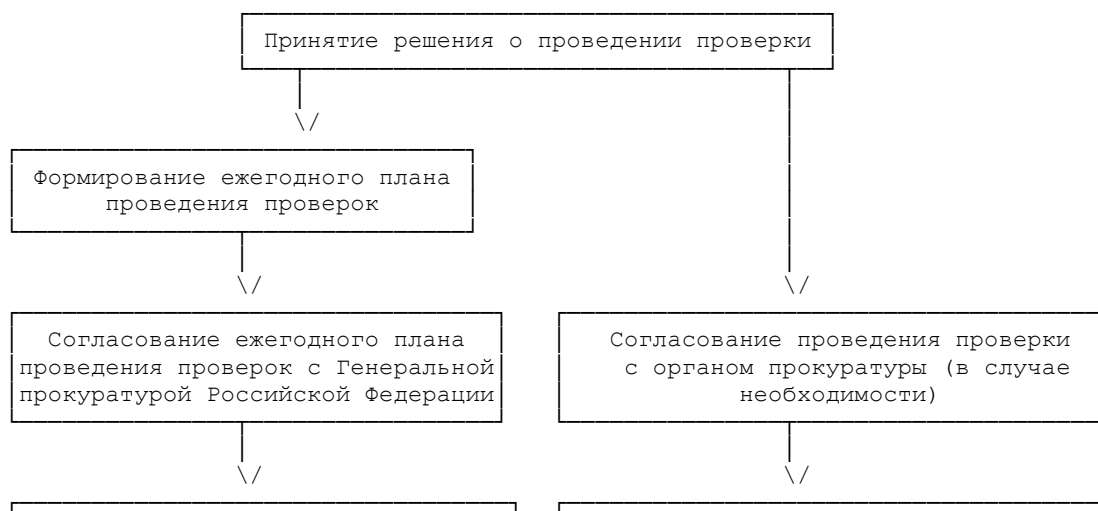 Принятие решения о проведении проверки
Формирование ежегодного плана
проведения проверок
Согласование ежегодного плана
проведения проверок с Генеральной
прокуратурой Российской Федерации
Согласование проведения проверки
с органом прокуратуры (в случае
необходимости)